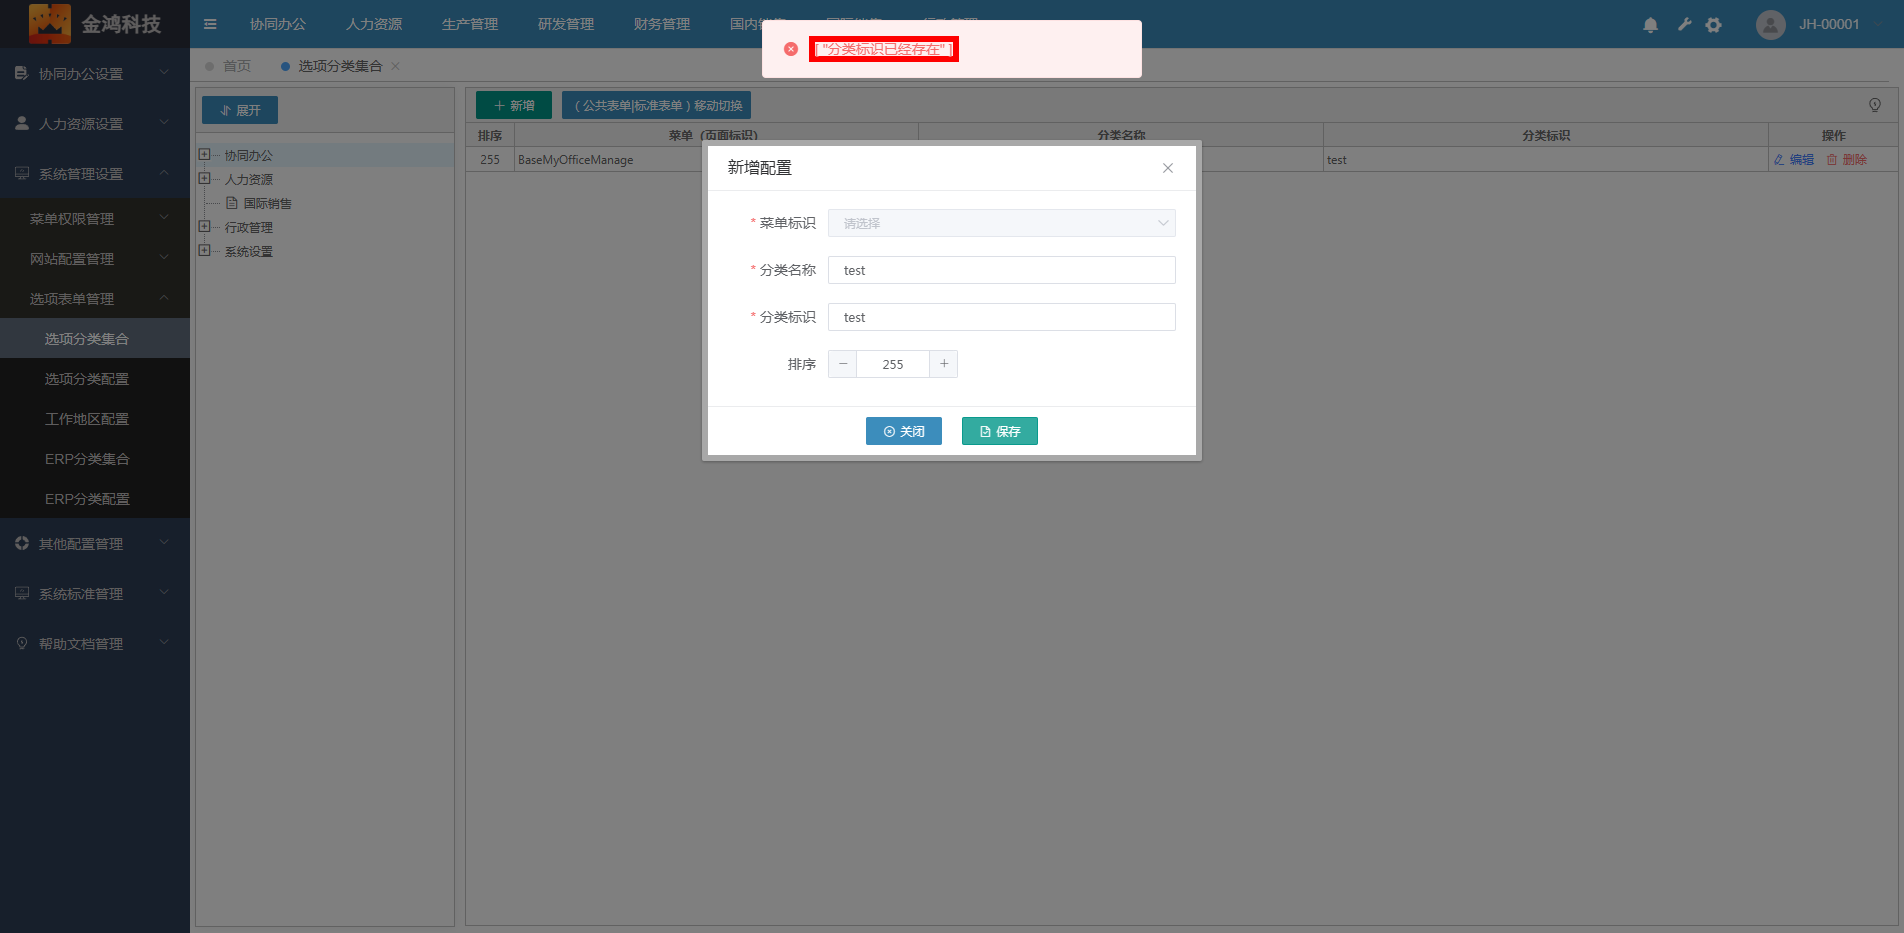 金鸿科技
协同办公 人力资源 生产管理 研发管理 财务管理 国内
JH-00001
[ "分类标识已经存在" ]
首页 选项分类集合
协同办公设置
人力资源设置
系统管理设置
菜单权限管理
网站配置管理
选项表单管理
选项分类集合
选项分类配置
工作地区配置
ERP分类集合
ERP分类配置
其他配置管理
系统标准管理
帮助文档管理
展开
协同办公
人力资源
国际销售
行政管理
系统设置
新增 (公共表单|标准表单)移动切换
排序 菜单（页面标识） 分类名称 分类标识 操作
255 BaseMyOfficeManage test 编辑 删除
新增配置
* 菜单标识 请选择
* 分类名称 test
* 分类标识 test
排序 − 255 +
关闭 保存